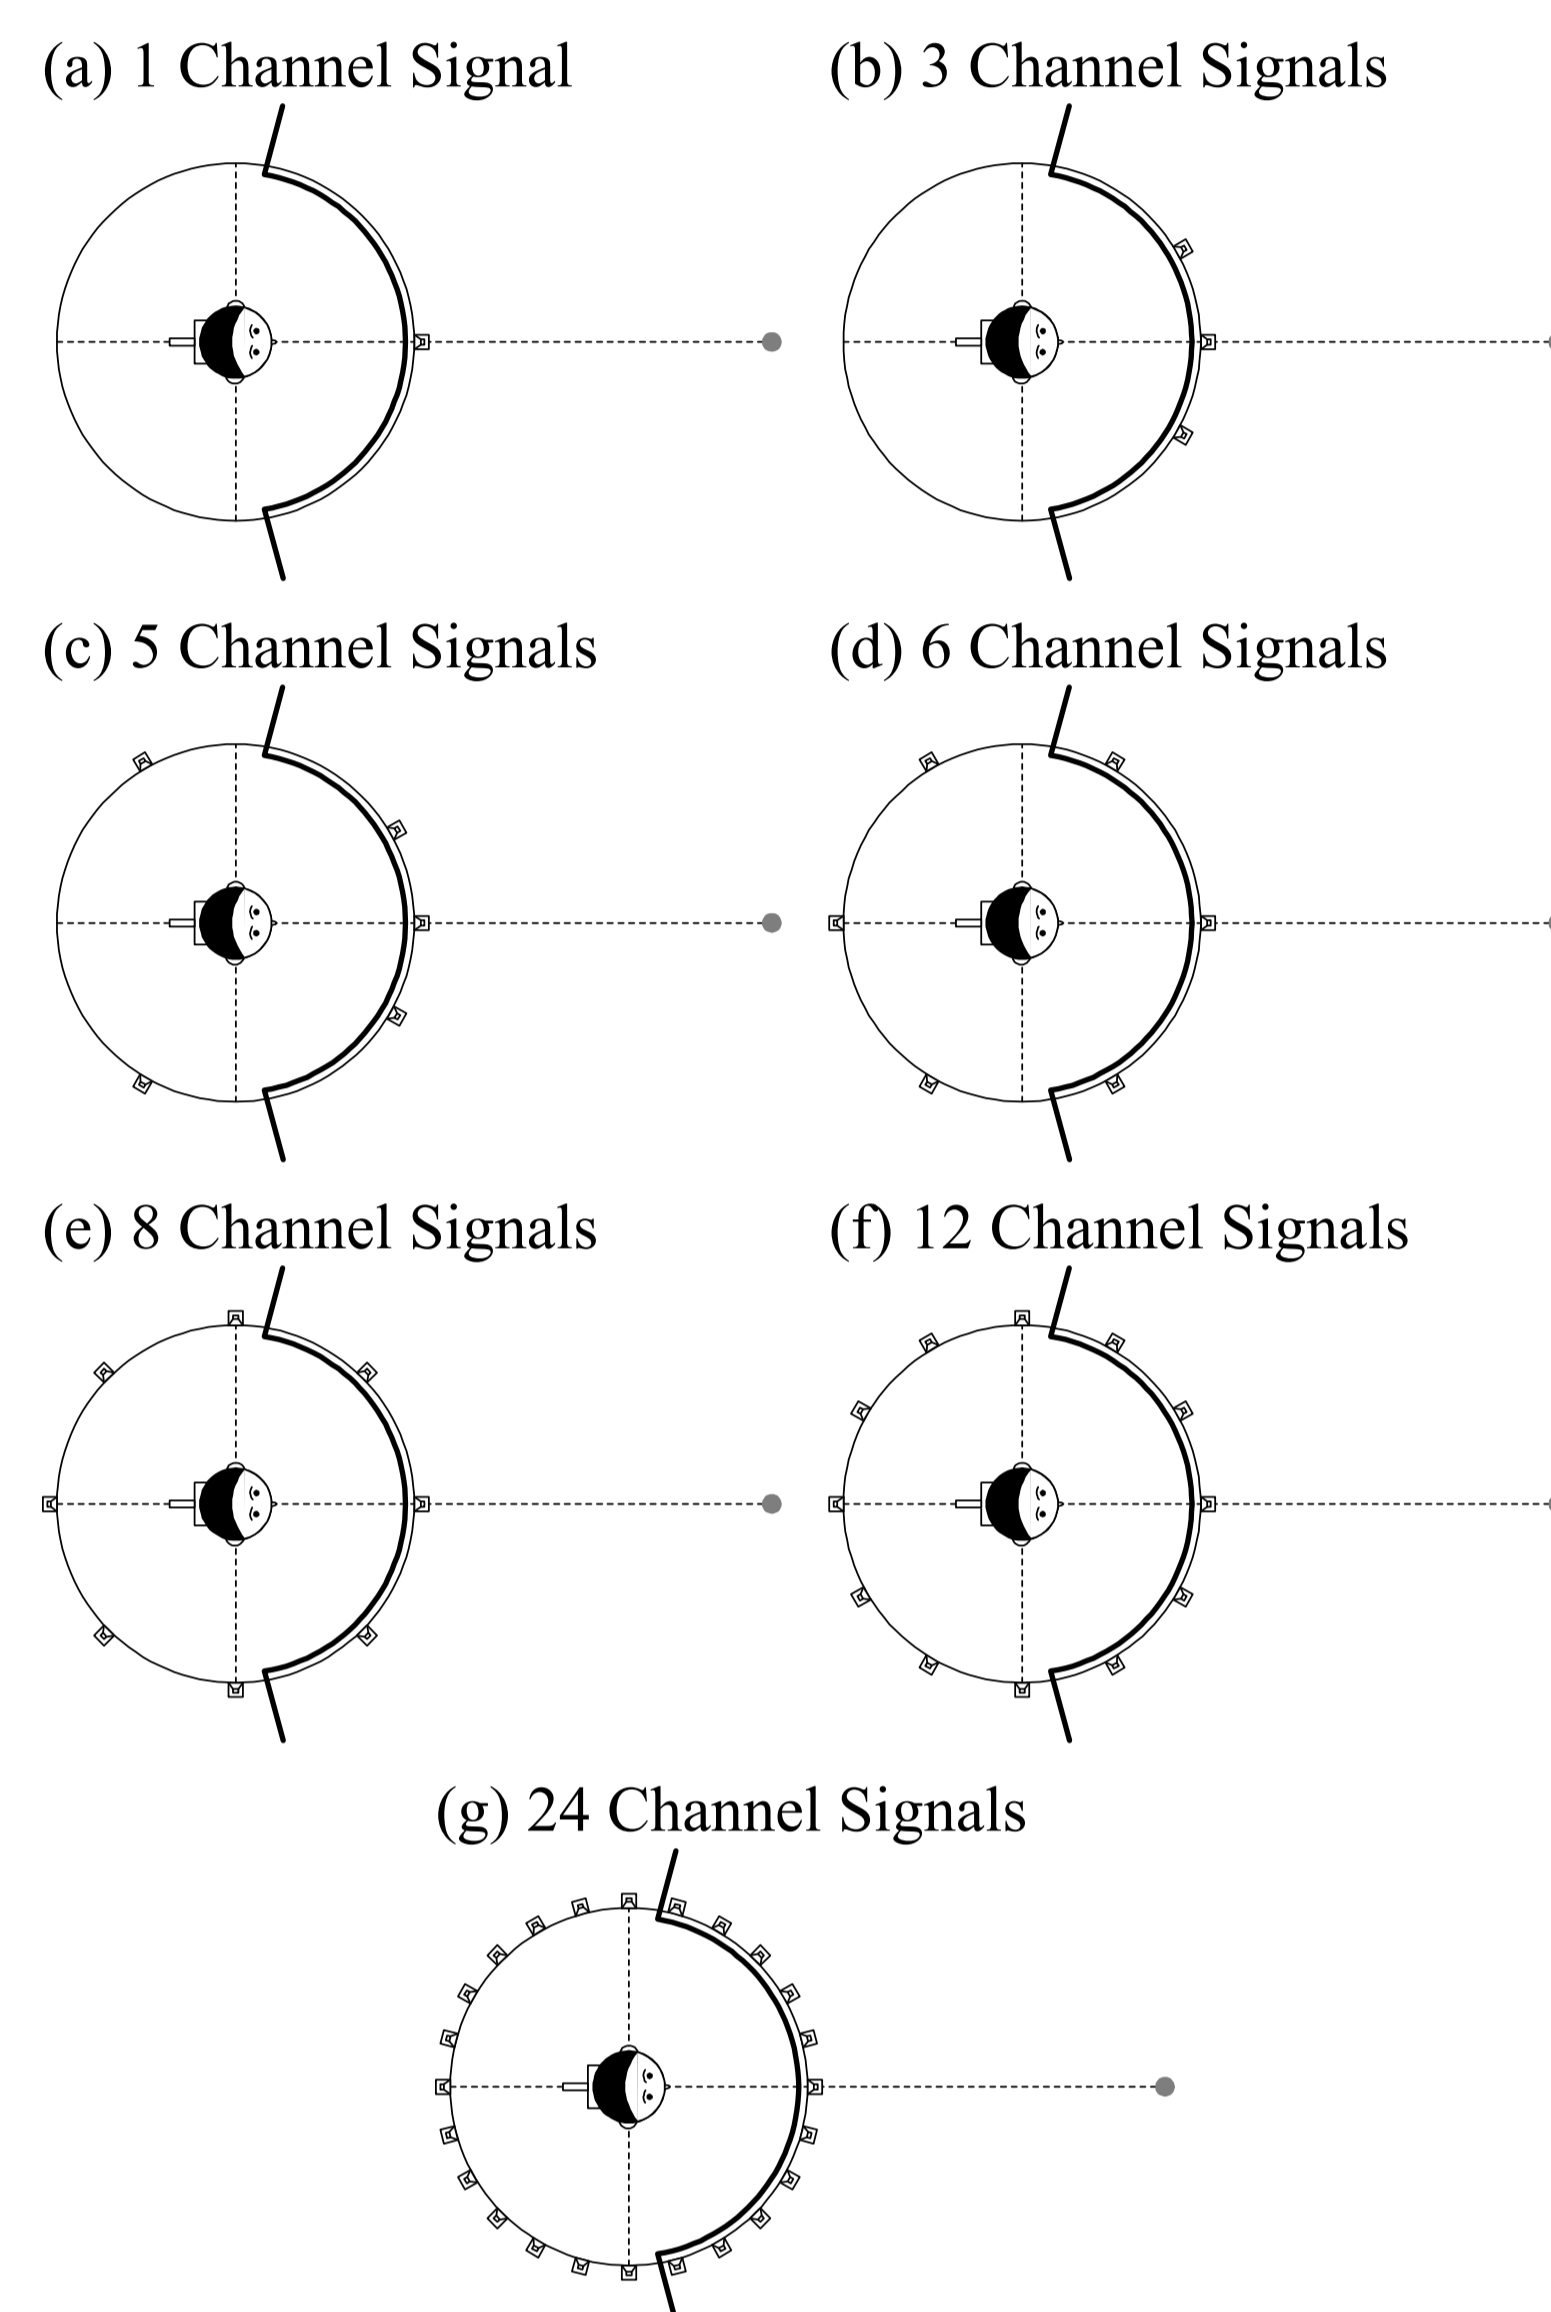 (a) 1 Channel Signal
(b) 3 Channel Signals
(c) 5 Channel Signals
(d) 6 Channel Signals
(e) 8 Channel Signals
(f) 12 Channel Signals
(g) 24 Channel Signals